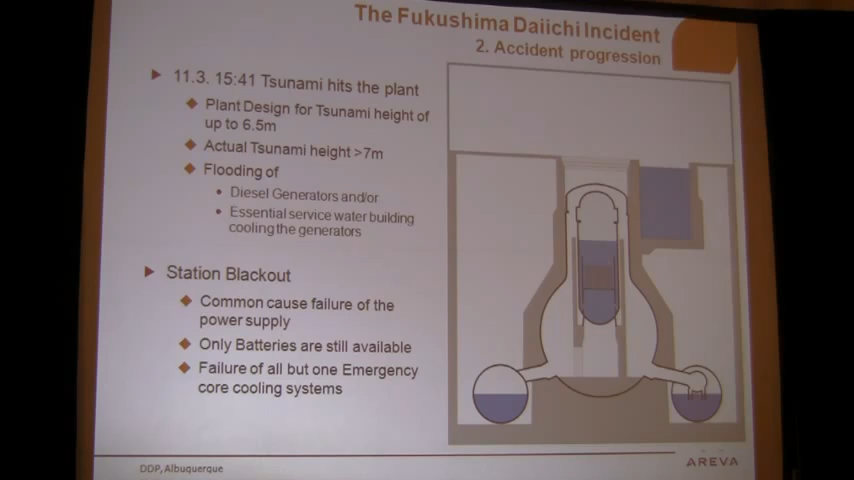 The Fukushima Daiichi Incident
2. Accident progression
11.3. 15:41 Tsunami hits the plant
Plant Design for Tsunami height of
up to 6.5m
Actual Tsunami height >7m
Flooding of
Diesel Generators and/or
Essential service water building
cooling the generators
Station Blackout
Common cause failure of the
power supply
Only Batteries are still available
Failure of all but one Emergency
core cooling systems
DDP, Albuquerque
AREVA